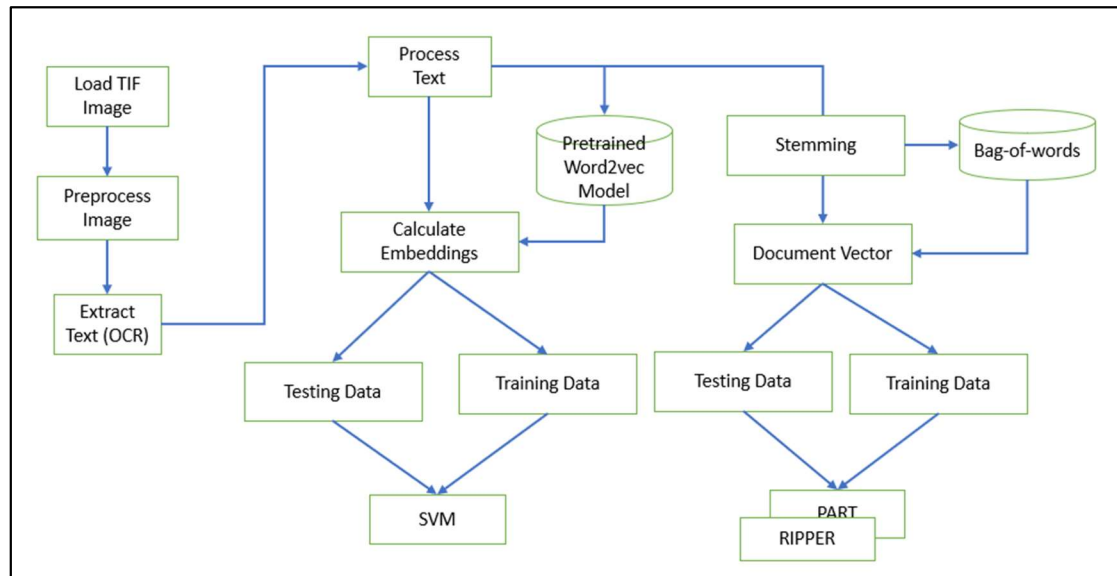 Load TIF
Image
Preprocess
Image
Extract
Text (OCR)
Process
Text
Pretrained
Word2vec
Model
Calculate
Embeddings
Testing Data
Training Data
SVM
Stemming
Bag-of-words
Document Vector
Testing Data
Training Data
PART
RIPPER